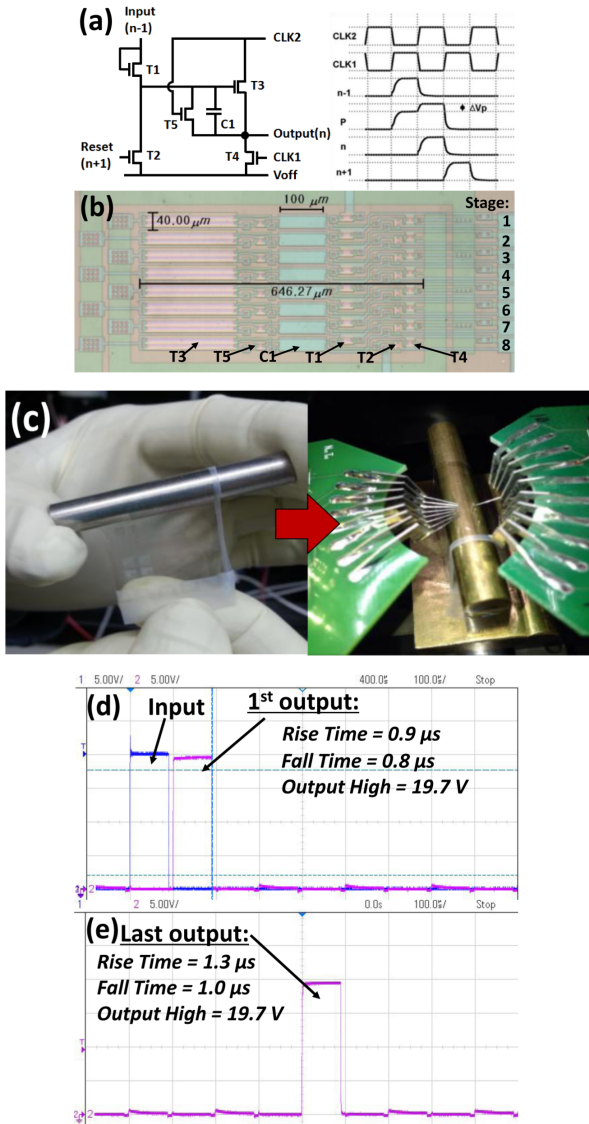 (a)
Input
(n-1)
CLK2
T1
T3
T5
C1
Output(n)
Reset
(n+1)
T2
T4
CLK1
Voff
CLK2
CLK1
n-1
P
ΔVp
n
n+1
(b)
100 μm
Stage:
40.00 μm
1
2
3
4
646.27 μm
5
6
7
8
T3 T5 C1 T1 T2 T4
(c)
1 5.00V/ 2 5.00V/ 400.0µ 100.0µ/ Stop
(d)
Input
1st output:
Rise Time = 0.9 µs
Fall Time = 0.8 µs
Output High = 19.7 V
1 2 5.00V/ 0.0s 100.0µ/ Stop
(e) Last output:
Rise Time = 1.3 µs
Fall Time = 1.0 µs
Output High = 19.7 V